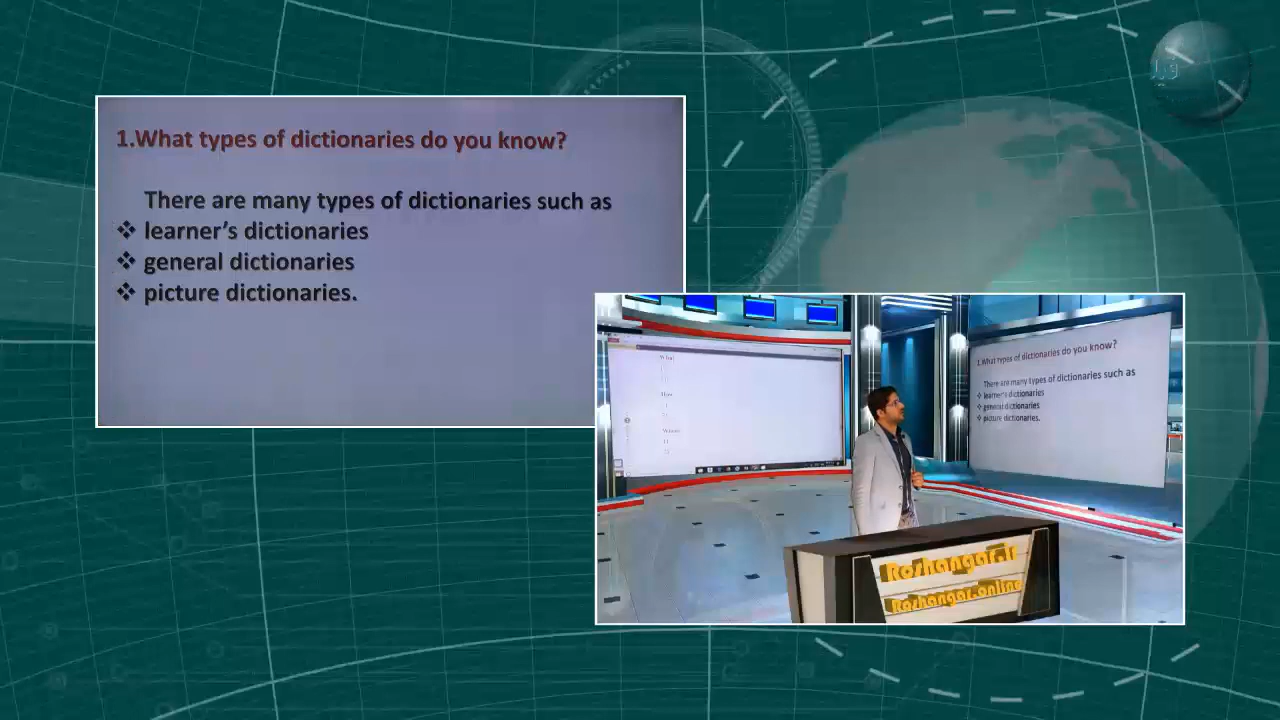 1.What types of dictionaries do you know?
There are many types of dictionaries such as
❖ learner's dictionaries
❖ general dictionaries
❖ picture dictionaries.
1.What types of dictionaries do you know?
There are many types of dictionaries such as
❖ learner's dictionaries
❖ general dictionaries
❖ picture dictionaries.
What
Roshangar.ir
Roshangar.online